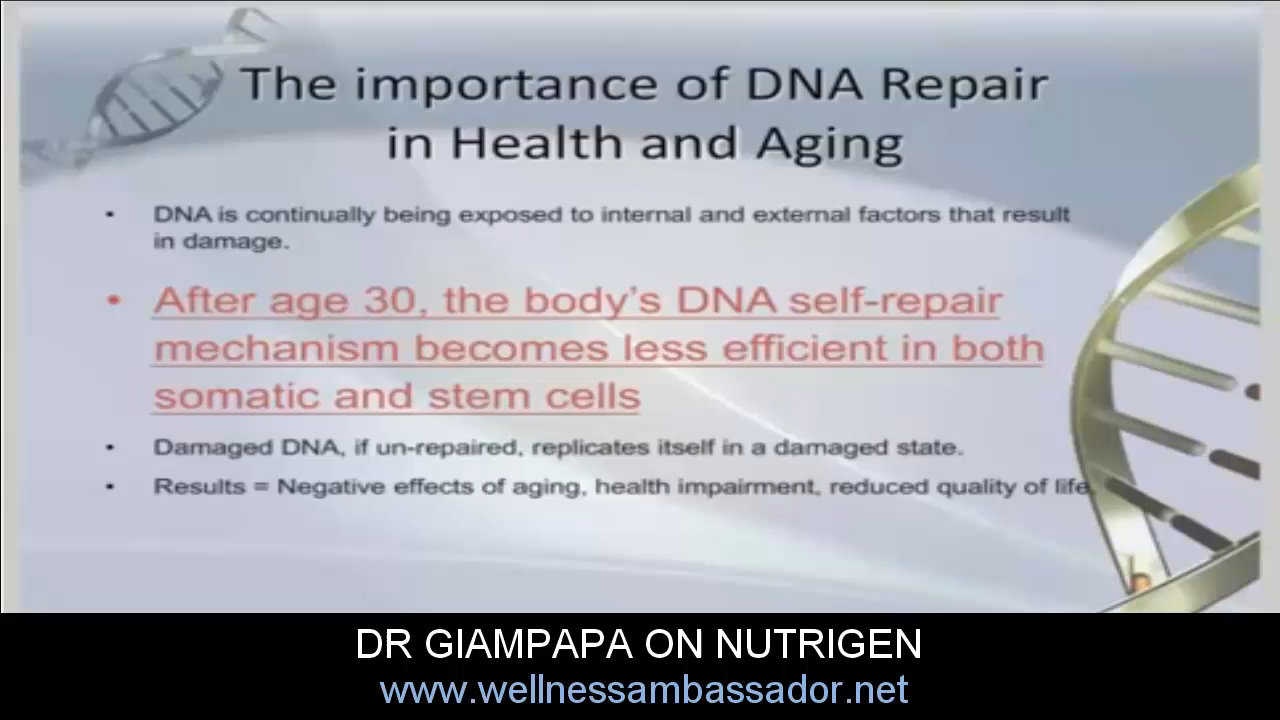 The importance of DNA Repair
in Health and Aging
• DNA is continually being exposed to internal and external factors that result
in damage.
• After age 30, the body's DNA self-repair
mechanism becomes less efficient in both
somatic and stem cells
• Damaged DNA, if un-repaired, replicates itself in a damaged state.
• Results = Negative effects of aging, health impairment, reduced quality of life.
DR GIAMPAPA ON NUTRIGEN
www.wellnessambassador.net